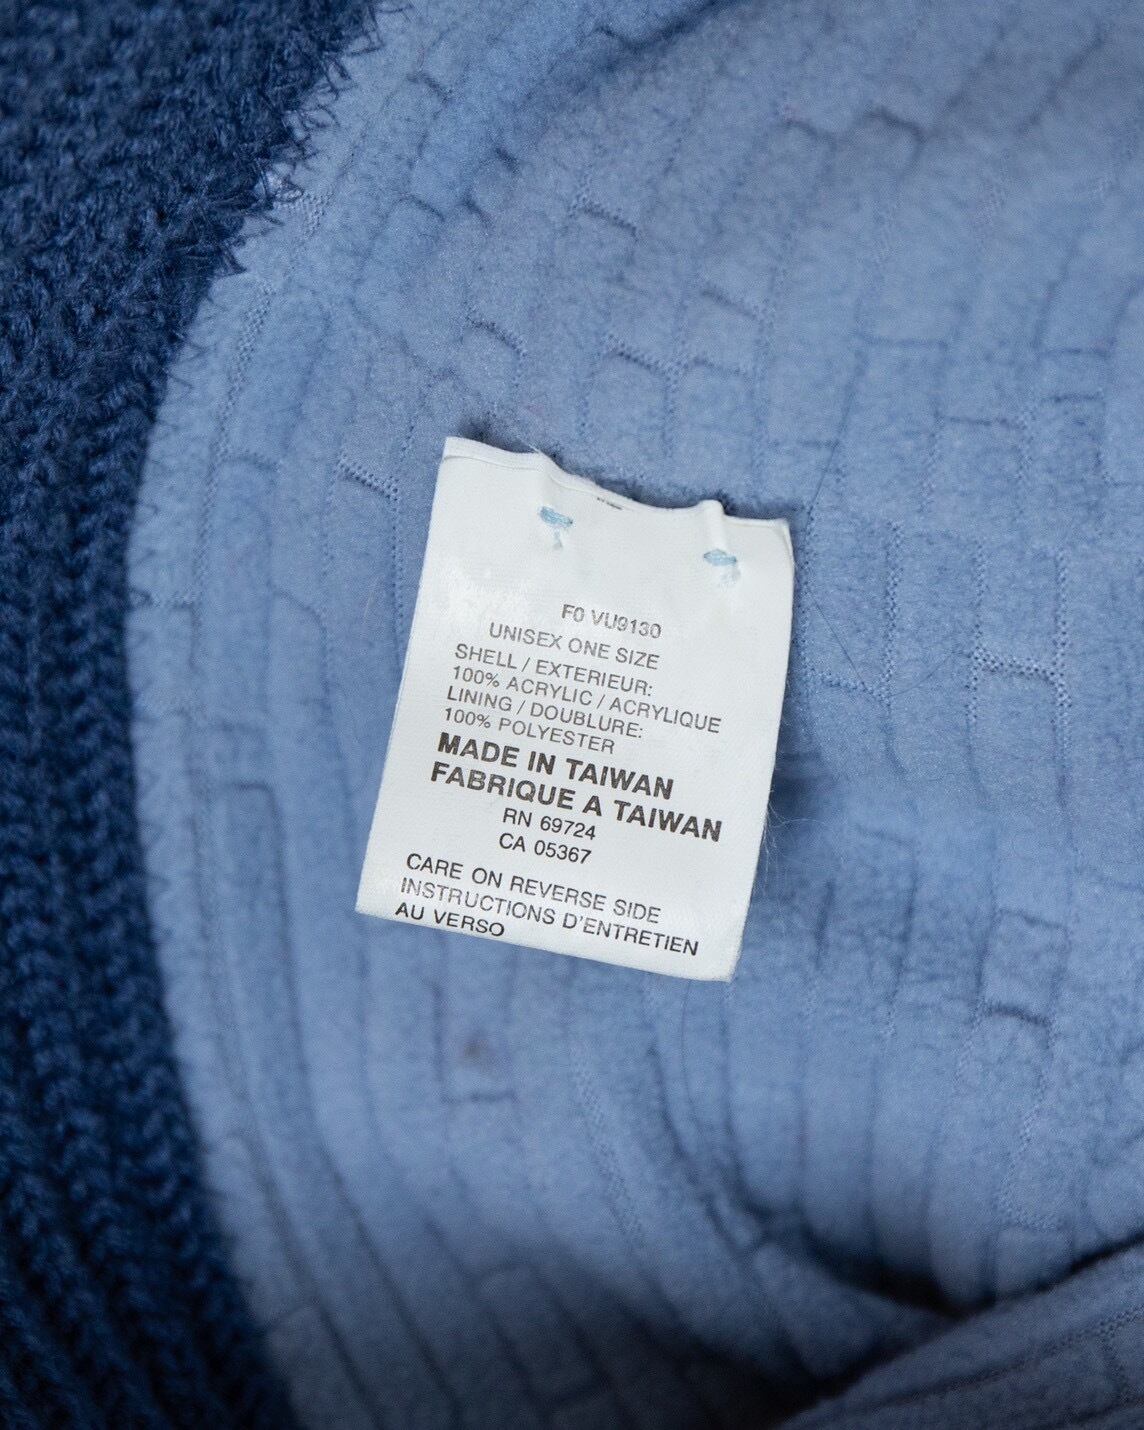 F0 VU9130
UNISEX ONE SIZE
SHELL / EXTERIEUR:
100% ACRYLIC / ACRYLIQUE
LINING / DOUBLURE:
100% POLYESTER
MADE IN TAIWAN
FABRIQUE A TAIWAN
RN 69724
CA 05367
CARE ON REVERSE SIDE
INSTRUCTIONS D'ENTRETIEN
AU VERSO